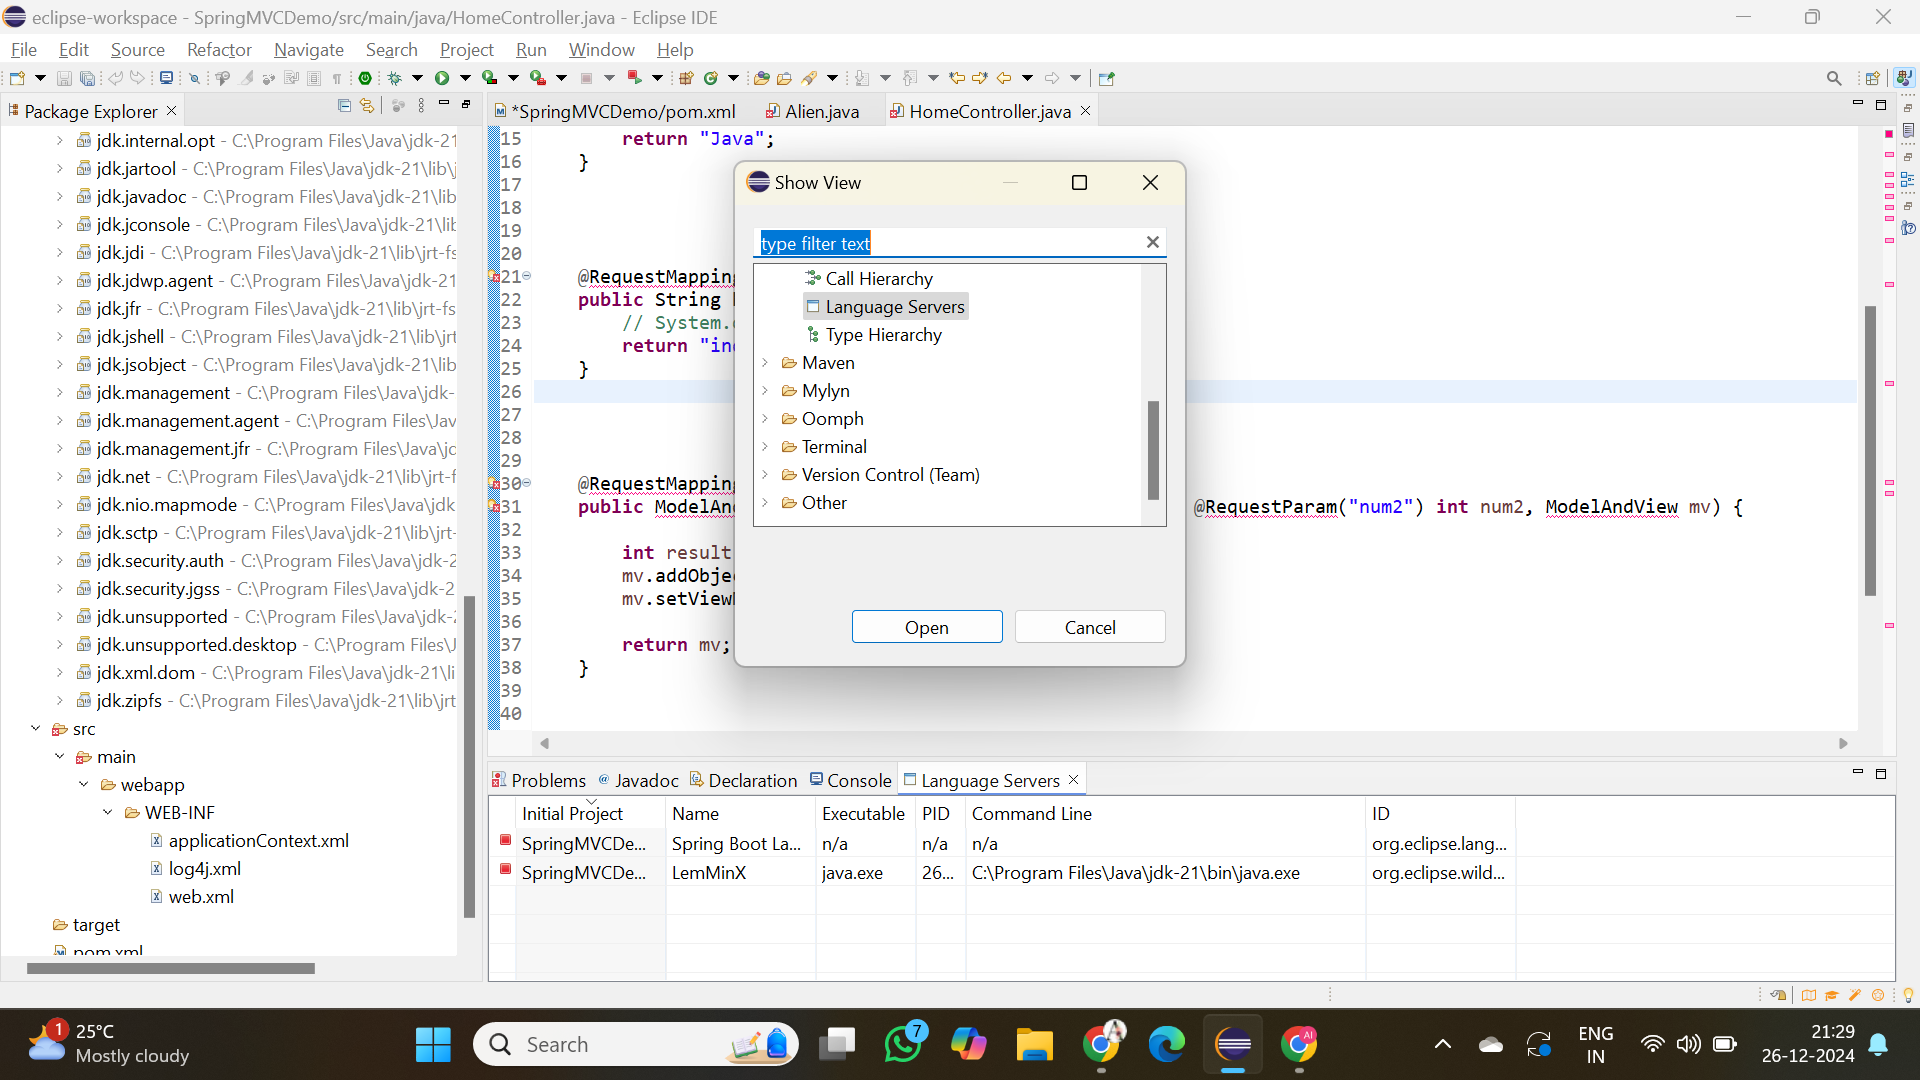 eclipse-workspace - SpringMVCDemo/src/main/java/HomeController.java - Eclipse IDE
File Edit Source Refactor Navigate Search Project Run Window Help
Package Explorer
jdk.internal.opt - C:\Program Files\Java\jdk-21
jdk.jartool - C:\Program Files\Java\jdk-21\lib\j
jdk.javadoc - C:\Program Files\Java\jdk-21\lib
jdk.jconsole - C:\Program Files\Java\jdk-21\lib
jdk.jdi - C:\Program Files\Java\jdk-21\lib\jrt-fs
jdk.jdwp.agent - C:\Program Files\Java\jdk-21\
jdk.jfr - C:\Program Files\Java\jdk-21\lib\jrt-fs
jdk.jshell - C:\Program Files\Java\jdk-21\lib\jrt
jdk.jsobject - C:\Program Files\Java\jdk-21\lib
jdk.management - C:\Program Files\Java\jdk-
jdk.management.agent - C:\Program Files\Jav
jdk.management.jfr - C:\Program Files\Java\jd
jdk.net - C:\Program Files\Java\jdk-21\lib\jrt-f
jdk.nio.mapmode - C:\Program Files\Java\jdk
jdk.sctp - C:\Program Files\Java\jdk-21\lib\jrt-
jdk.security.auth - C:\Program Files\Java\jdk-2
jdk.security.jgss - C:\Program Files\Java\jdk-2
jdk.unsupported - C:\Program Files\Java\jdk-2
jdk.unsupported.desktop - C:\Program Files\J
jdk.xml.dom - C:\Program Files\Java\jdk-21\li
jdk.zipfs - C:\Program Files\Java\jdk-21\lib\jrt
src
main
webapp
WEB-INF
applicationContext.xml
log4j.xml
web.xml
target
pom.xml
*SpringMVCDemo/pom.xml Alien.java HomeController.java
15 return "Java";
16 }
17
18
19
20
21 @RequestMapping
22 public String
23 // System.
24 return "in
25 }
26
27
28
29
30 @RequestMapping
31 public ModelAn @RequestParam("num2") int num2, ModelAndView mv) {
32
33 int result
34 mv.addObje
35 mv.setView
36
37 return mv;
38 }
39
40
Show View
type filter text
Call Hierarchy
Language Servers
Type Hierarchy
Maven
Mylyn
Oomph
Terminal
Version Control (Team)
Other
Open Cancel
Problems Javadoc Declaration Console Language Servers
Initial Project Name Executable PID Command Line ID
SpringMVCDe... Spring Boot La... n/a n/a n/a org.eclipse.lang...
SpringMVCDe... LemMinX java.exe 26... C:\Program Files\Java\jdk-21\bin\java.exe org.eclipse.wild...
1
25°C
Mostly cloudy
Search
7
AI
ENG
IN
21:29
26-12-2024